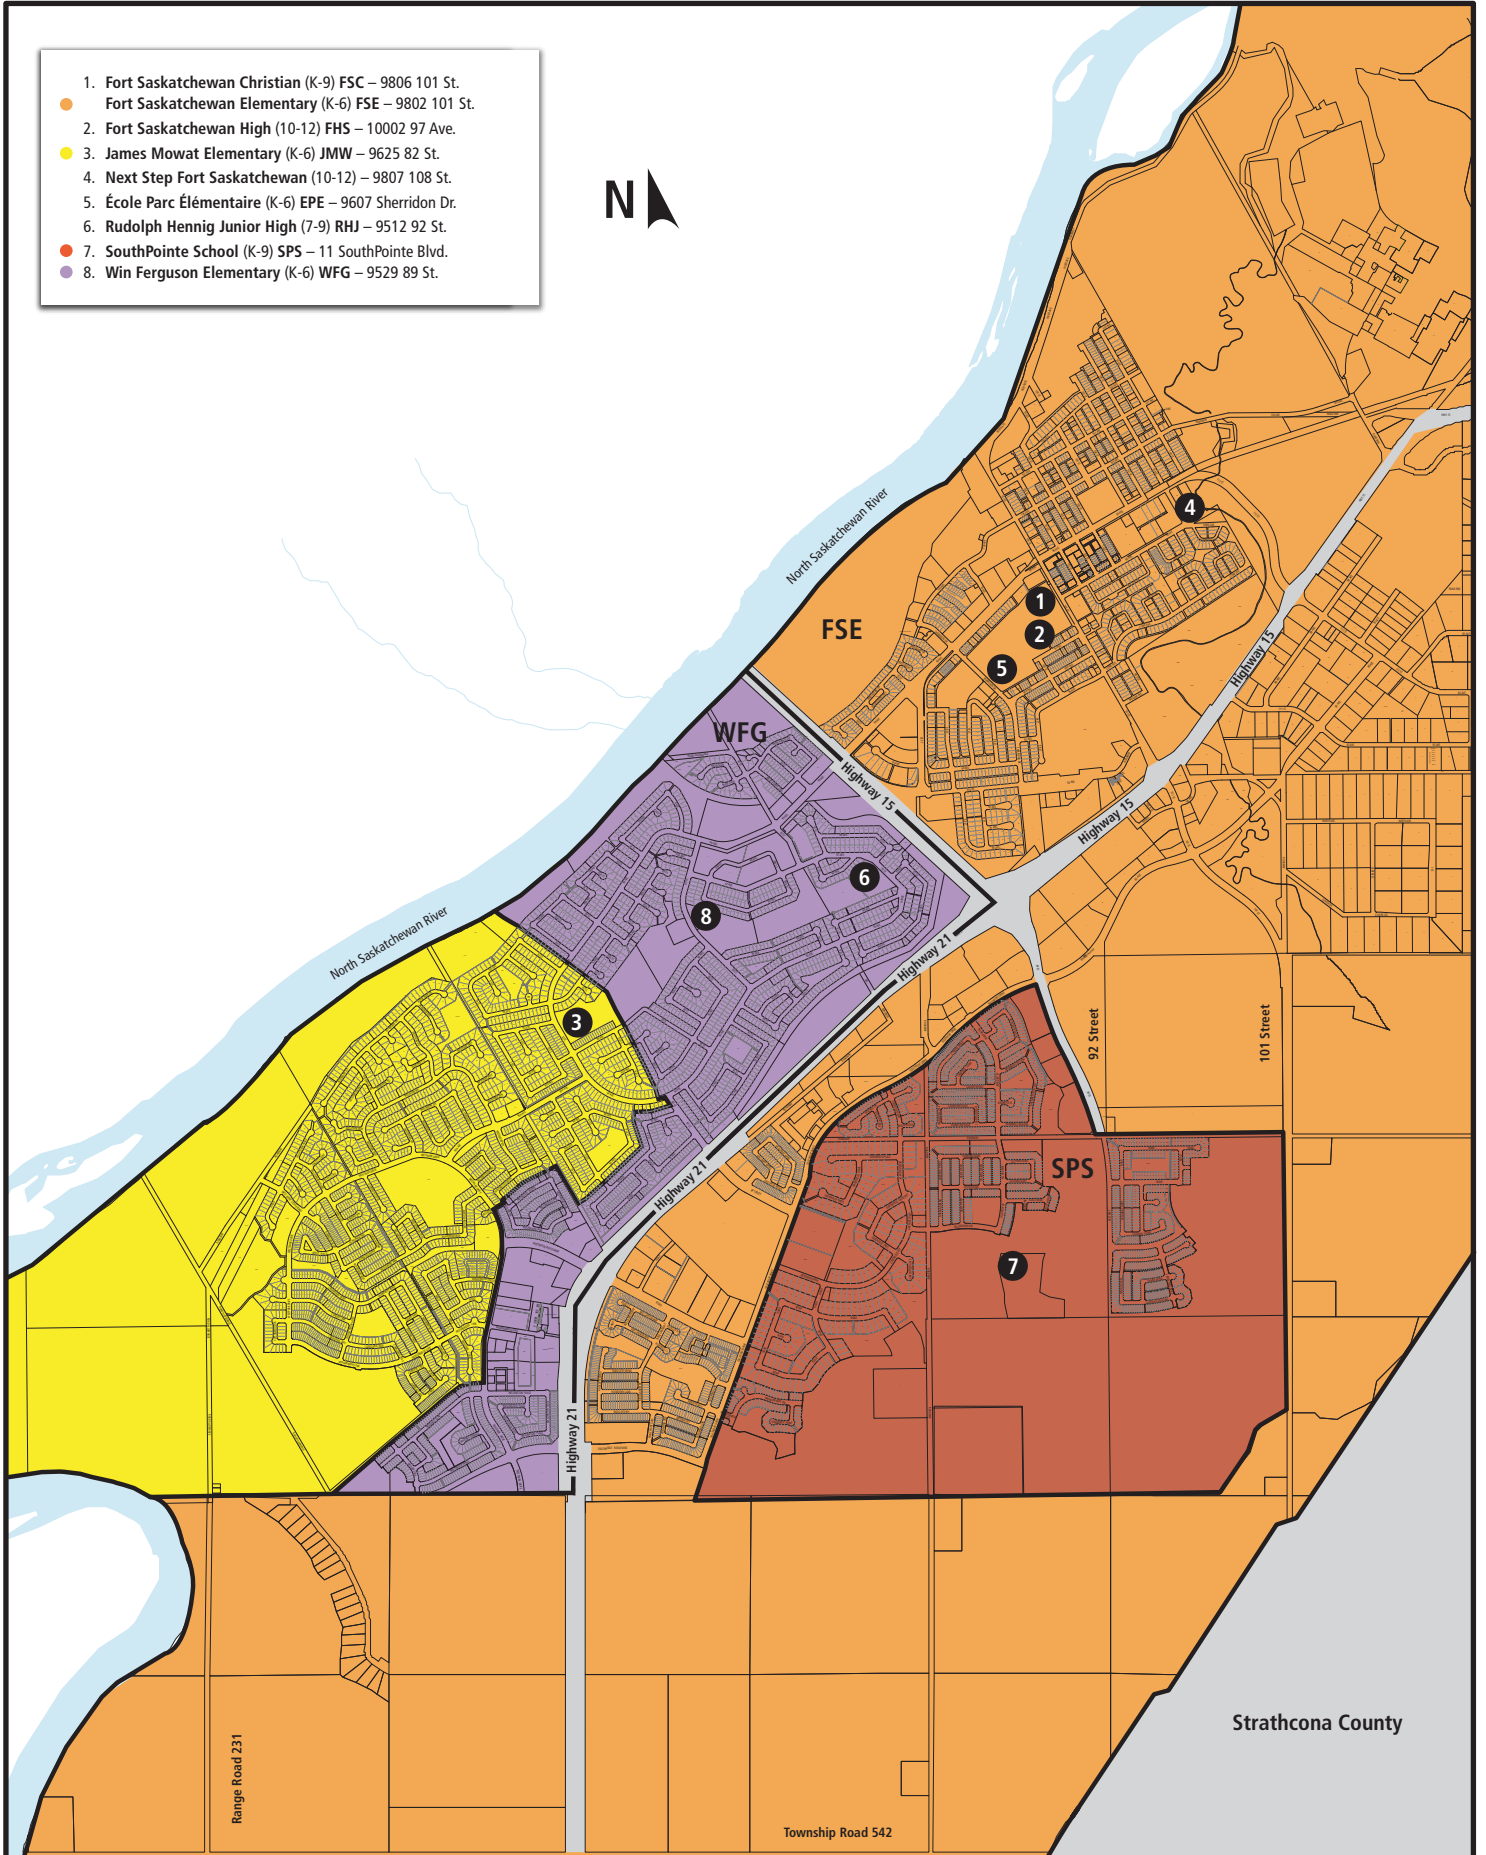 1. Fort Saskatchewan Christian (K-9) FSC – 9806 101 St.
Fort Saskatchewan Elementary (K-6) FSE – 9802 101 St.
2. Fort Saskatchewan High (10-12) FHS – 10002 97 Ave.
3. James Mowat Elementary (K-6) JMW – 9625 82 St.
4. Next Step Fort Saskatchewan (10-12) – 9807 108 St.
5. École Parc Élémentaire (K-6) EPE – 9607 Sherridon Dr.
6. Rudolph Hennig Junior High (7-9) RHJ – 9512 92 St.
7. SouthPointe School (K-9) SPS – 11 SouthPointe Blvd.
8. Win Ferguson Elementary (K-6) WFG – 9529 89 St.
N
North Saskatchewan River
4
1
FSE
2
5
Highway 15
WFG
Highway 15
Highway 15
6
8
North Saskatchewan River
Highway 21
3
92 Street
101 Street
SPS
Highway 21
7
Highway 21
Strathcona County
Range Road 231
Township Road 542